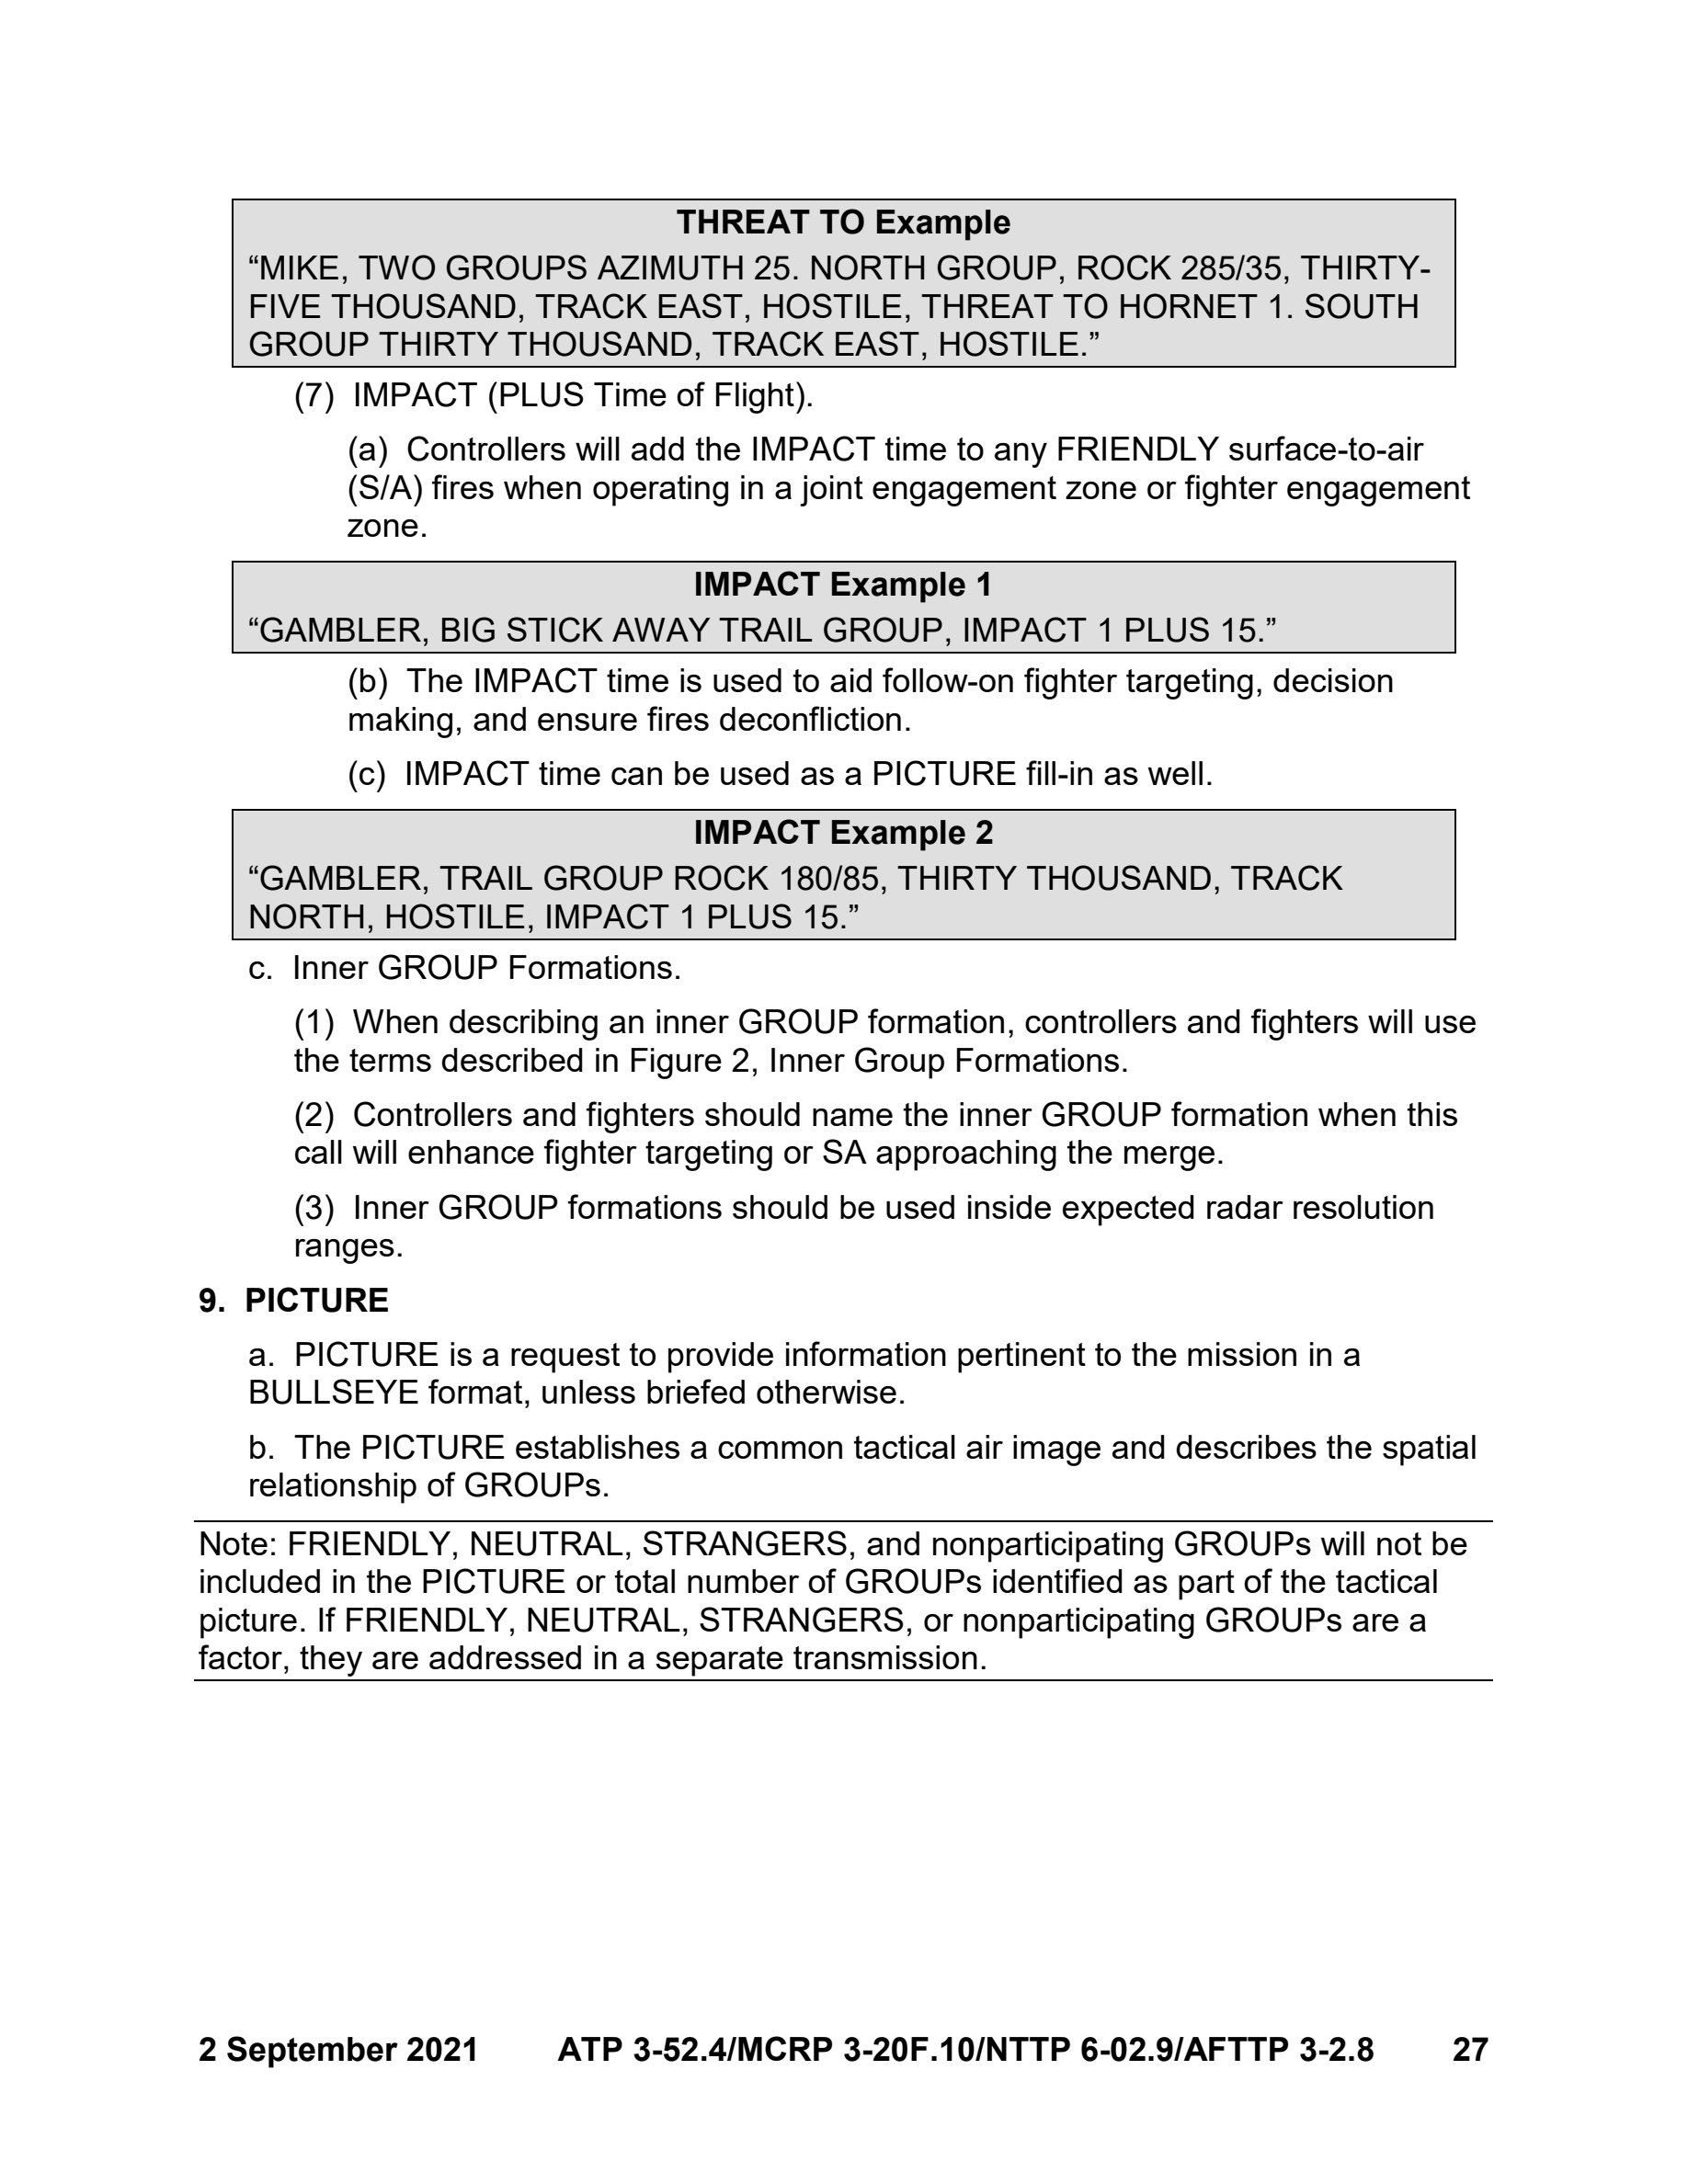 THREAT TO Example
“MIKE, TWO GROUPS AZIMUTH 25. NORTH GROUP, ROCK 285/35, THIRTY-
FIVE THOUSAND, TRACK EAST, HOSTILE, THREAT TO HORNET 1. SOUTH
GROUP THIRTY THOUSAND, TRACK EAST, HOSTILE.”
(7) IMPACT (PLUS Time of Flight).
(a) Controllers will add the IMPACT time to any FRIENDLY surface-to-air
(S/A) fires when operating in a joint engagement zone or fighter engagement
zone.
IMPACT Example 1
“GAMBLER, BIG STICK AWAY TRAIL GROUP, IMPACT 1 PLUS 15.”
(b) The IMPACT time is used to aid follow-on fighter targeting, decision
making, and ensure fires deconfliction.
(c) IMPACT time can be used as a PICTURE fill-in as well.
IMPACT Example 2
“GAMBLER, TRAIL GROUP ROCK 180/85, THIRTY THOUSAND, TRACK
NORTH, HOSTILE, IMPACT 1 PLUS 15.”
c. Inner GROUP Formations.
(1) When describing an inner GROUP formation, controllers and fighters will use
the terms described in Figure 2, Inner Group Formations.
(2) Controllers and fighters should name the inner GROUP formation when this
call will enhance fighter targeting or SA approaching the merge.
(3) Inner GROUP formations should be used inside expected radar resolution
ranges.
9. PICTURE
a. PICTURE is a request to provide information pertinent to the mission in a
BULLSEYE format, unless briefed otherwise.
b. The PICTURE establishes a common tactical air image and describes the spatial
relationship of GROUPs.
Note: FRIENDLY, NEUTRAL, STRANGERS, and nonparticipating GROUPs will not be
included in the PICTURE or total number of GROUPs identified as part of the tactical
picture. If FRIENDLY, NEUTRAL, STRANGERS, or nonparticipating GROUPs are a
factor, they are addressed in a separate transmission.
2 September 2021 ATP 3-52.4/MCRP 3-20F.10/NTTP 6-02.9/AFTTP 3-2.8 27